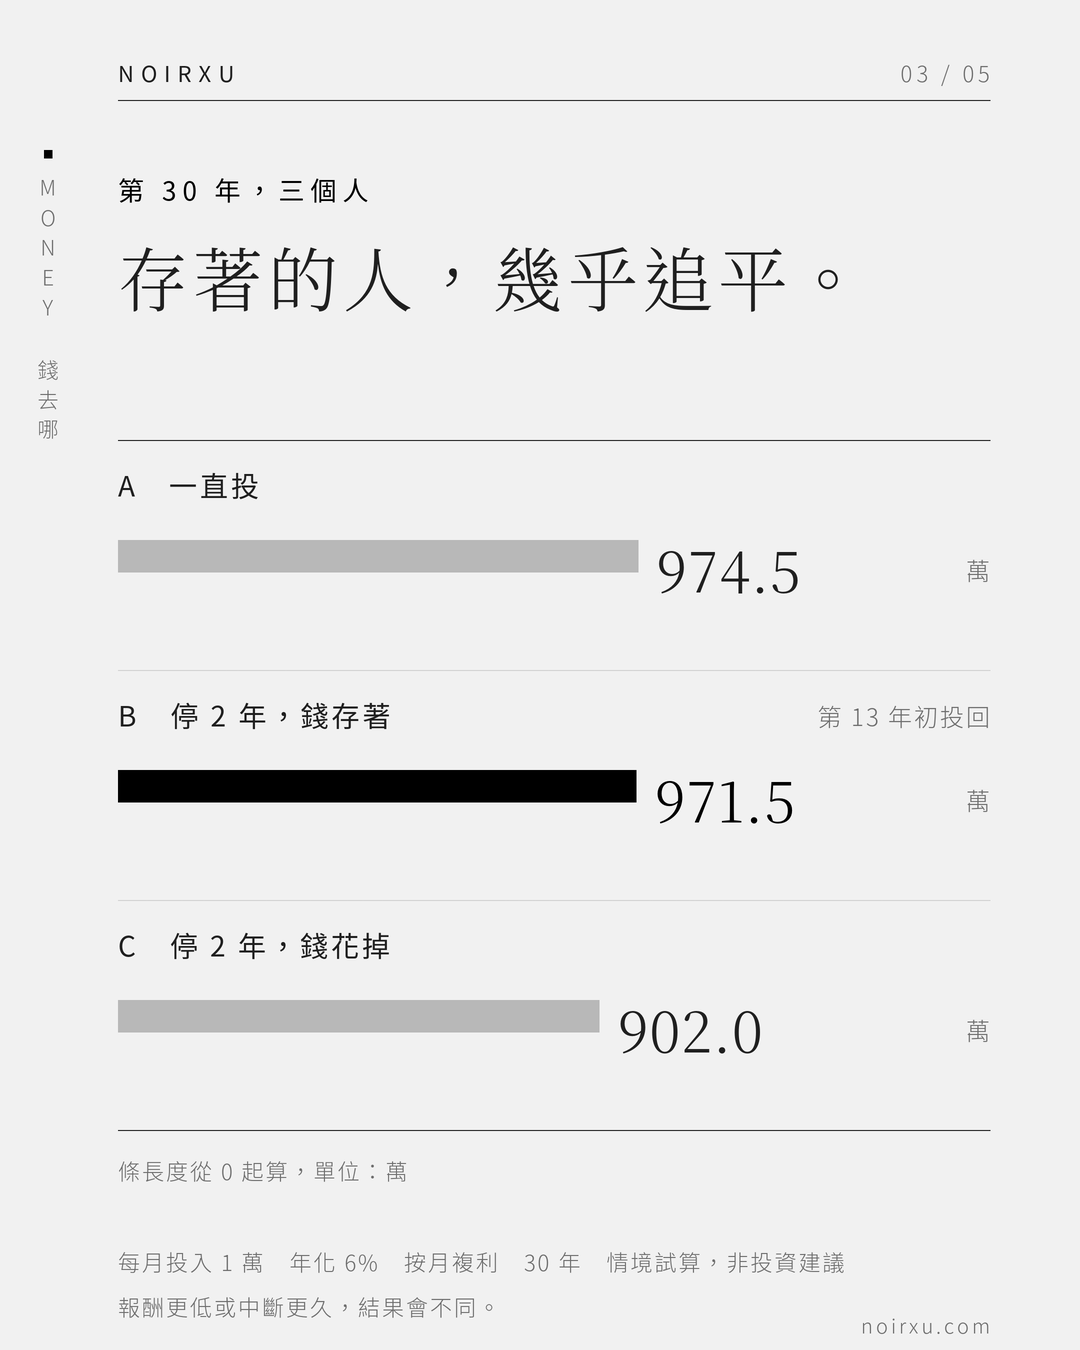 NOIRXU
03 / 05
MONEY 錢去哪
第 30 年，三個人
存著的人，幾乎追平。
A 一直投
974.5 萬
B 停 2 年，錢存著
第 13 年初投回
971.5 萬
C 停 2 年，錢花掉
902.0 萬
條長度從 0 起算，單位：萬
每月投入 1 萬 年化 6% 按月複利 30 年 情境試算，非投資建議
報酬更低或中斷更久，結果會不同。
noirxu.com